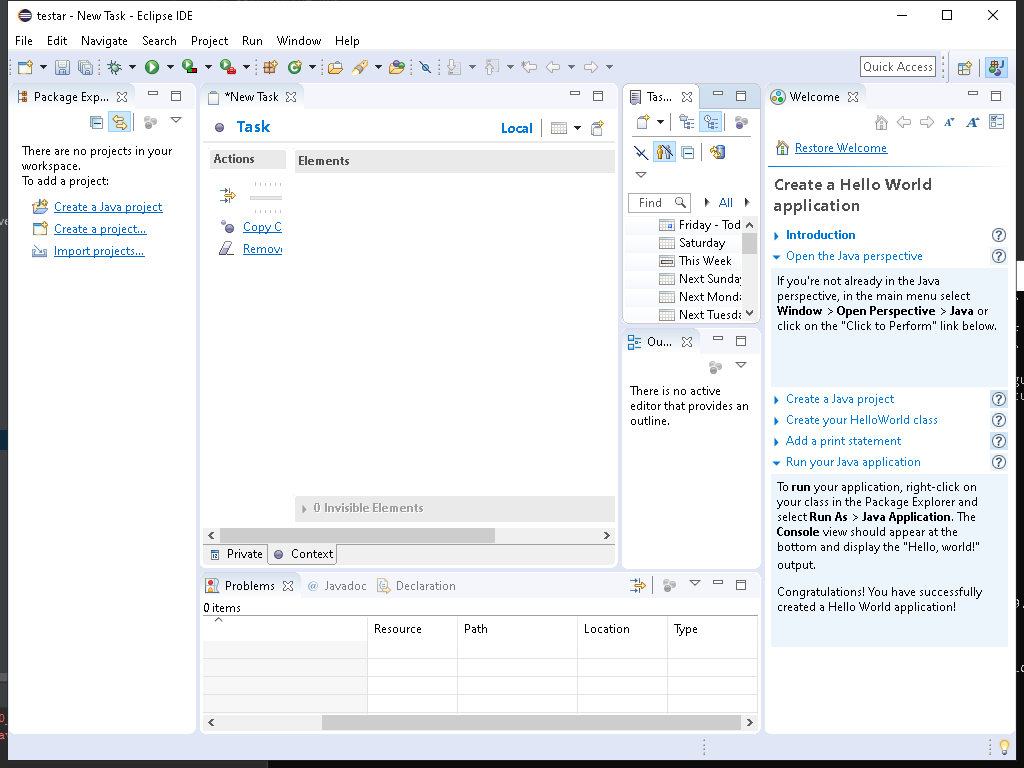 testar - New Task - Eclipse IDE
File Edit Navigate Search Project Run Window Help
Quick Access
Package Exp...
There are no projects in your
workspace.
To add a project:
Create a Java project
Create a project...
Import projects...
*New Task
Task
Local
Actions
Elements
Copy C
Remove
0 Invisible Elements
Private Context
Tas...
Find
All
Friday - Tod
Saturday
This Week
Next Sunday
Next Monda
Next Tuesda
Ou...
There is no active
editor that provides an
outline.
Problems @ Javadoc Declaration
0 items
Resource Path Location Type
Welcome
Restore Welcome
Create a Hello World
application
Introduction
Open the Java perspective
If you're not already in the Java
perspective, in the main menu select
Window > Open Perspective > Java or
click on the "Click to Perform" link below.
Create a Java project
Create your HelloWorld class
Add a print statement
Run your Java application
To run your application, right-click on
your class in the Package Explorer and
select Run As > Java Application. The
Console view should appear at the
bottom and display the "Hello, world!"
output.
Congratulations! You have successfully
created a Hello World application!